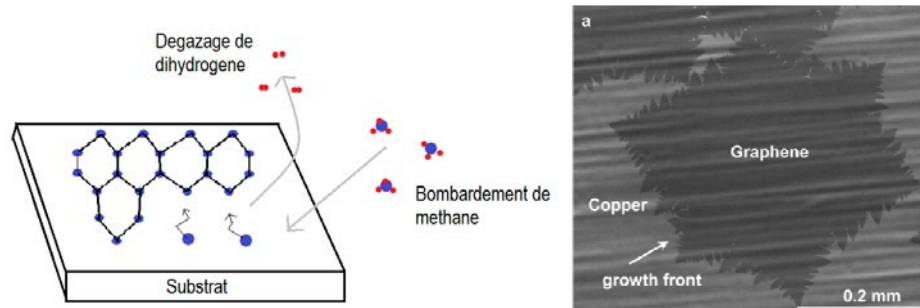 Degazage de
dihydrogene
Bombardement de
methane
Substrat
a
Graphene
Copper
growth front
0.2 mm